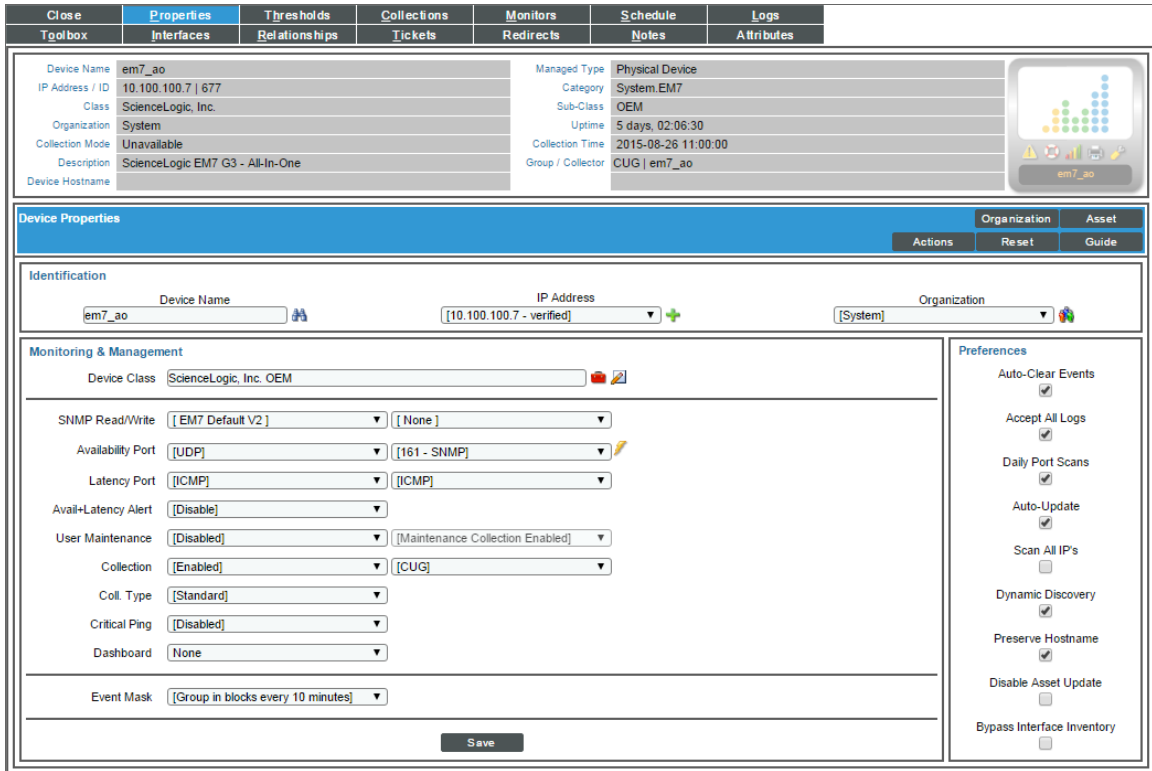 Close Properties Thresholds Collections Monitors Schedule Logs
Toolbox Interfaces Relationships Tickets Redirects Notes Attributes
Device Name em7_ao Managed Type Physical Device
IP Address / ID 10.100.100.7 | 677 Category System.EM7
Class ScienceLogic, Inc. Sub-Class OEM
Organization System Uptime 5 days, 02:06:30
Collection Mode Unavailable Collection Time 2015-08-26 11:00:00
Description ScienceLogic EM7 G3 - All-In-One Group / Collector CUG | em7_ao
Device Hostname
em7_ao
Device Properties
Organization Asset
Actions Reset Guide
Identification
Device Name IP Address Organization
em7_ao [10.100.100.7 - verified] [System]
Monitoring & Management
Device Class ScienceLogic, Inc. OEM
SNMP Read/Write [ EM7 Default V2 ] [ None ]
Availability Port [UDP] [161 - SNMP]
Latency Port [ICMP] [ICMP]
Avail+Latency Alert [Disable]
User Maintenance [Disabled] [Maintenance Collection Enabled]
Collection [Enabled] [CUG]
Coll. Type [Standard]
Critical Ping [Disabled]
Dashboard None
Event Mask [Group in blocks every 10 minutes]
Save
Preferences
Auto-Clear Events
Accept All Logs
Daily Port Scans
Auto-Update
Scan All IP's
Dynamic Discovery
Preserve Hostname
Disable Asset Update
Bypass Interface Inventory